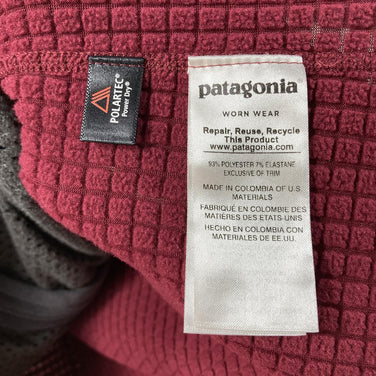 POLARTEC®
Power Dry®
patagonia
WORN WEAR
Repair, Reuse, Recycle
This Product
www.patagonia.com
93% POLYESTER 7% ELASTANE
EXCLUSIVE OF TRIM
MADE IN COLOMBIA OF U.S.
MATERIALS
FABRIQUÉ EN COLOMBIE DES
MATIÈRES DES ETATS-UNIS
HECHO EN COLOMBIA CON
MATERIALES DE EE.UU.